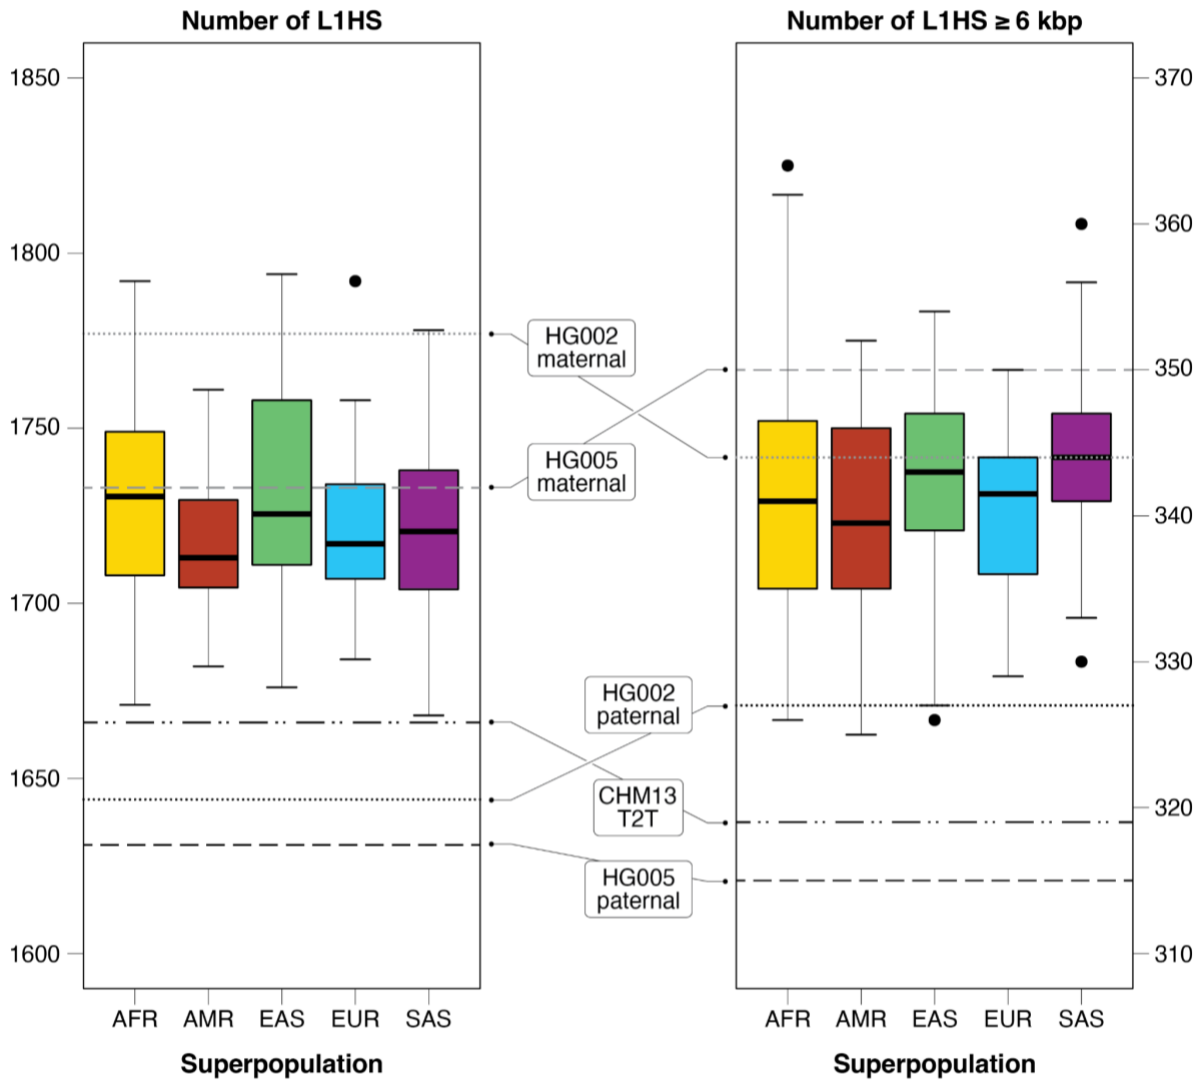 Number of L1HS
1850
1800
1750
1700
1650
1600
AFR AMR EAS EUR SAS
Superpopulation
HG002
maternal
HG005
maternal
HG002
paternal
CHM13
T2T
HG005
paternal
Number of L1HS ≥ 6 kbp
370
360
350
340
330
320
310
AFR AMR EAS EUR SAS
Superpopulation